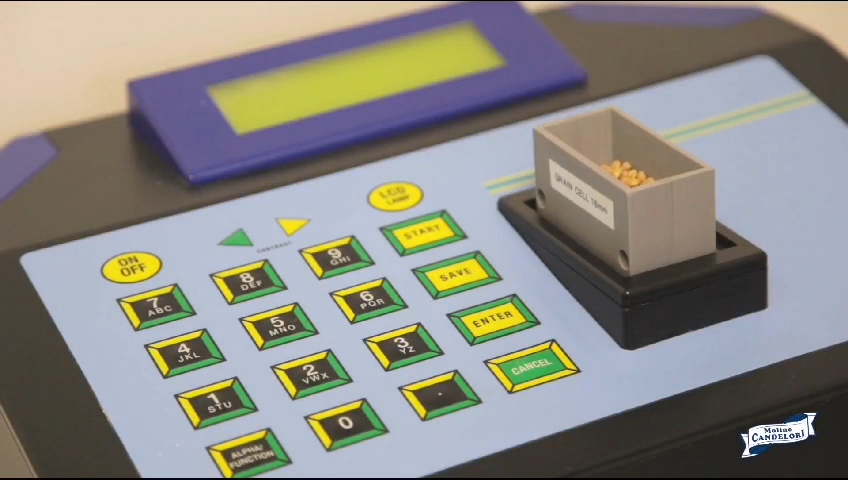 LCD
LAMP
CONTRAST
ON
OFF
GRAIN CELL 18mm
7
ABC
8
DEF
9
GHI
START
4
JKL
5
MNO
6
PQR
SAVE
1
STU
2
VWX
3
YZ
ENTER
ALPHA/
FUNCTION
0
.
CANCEL
Molino
CANDELORI